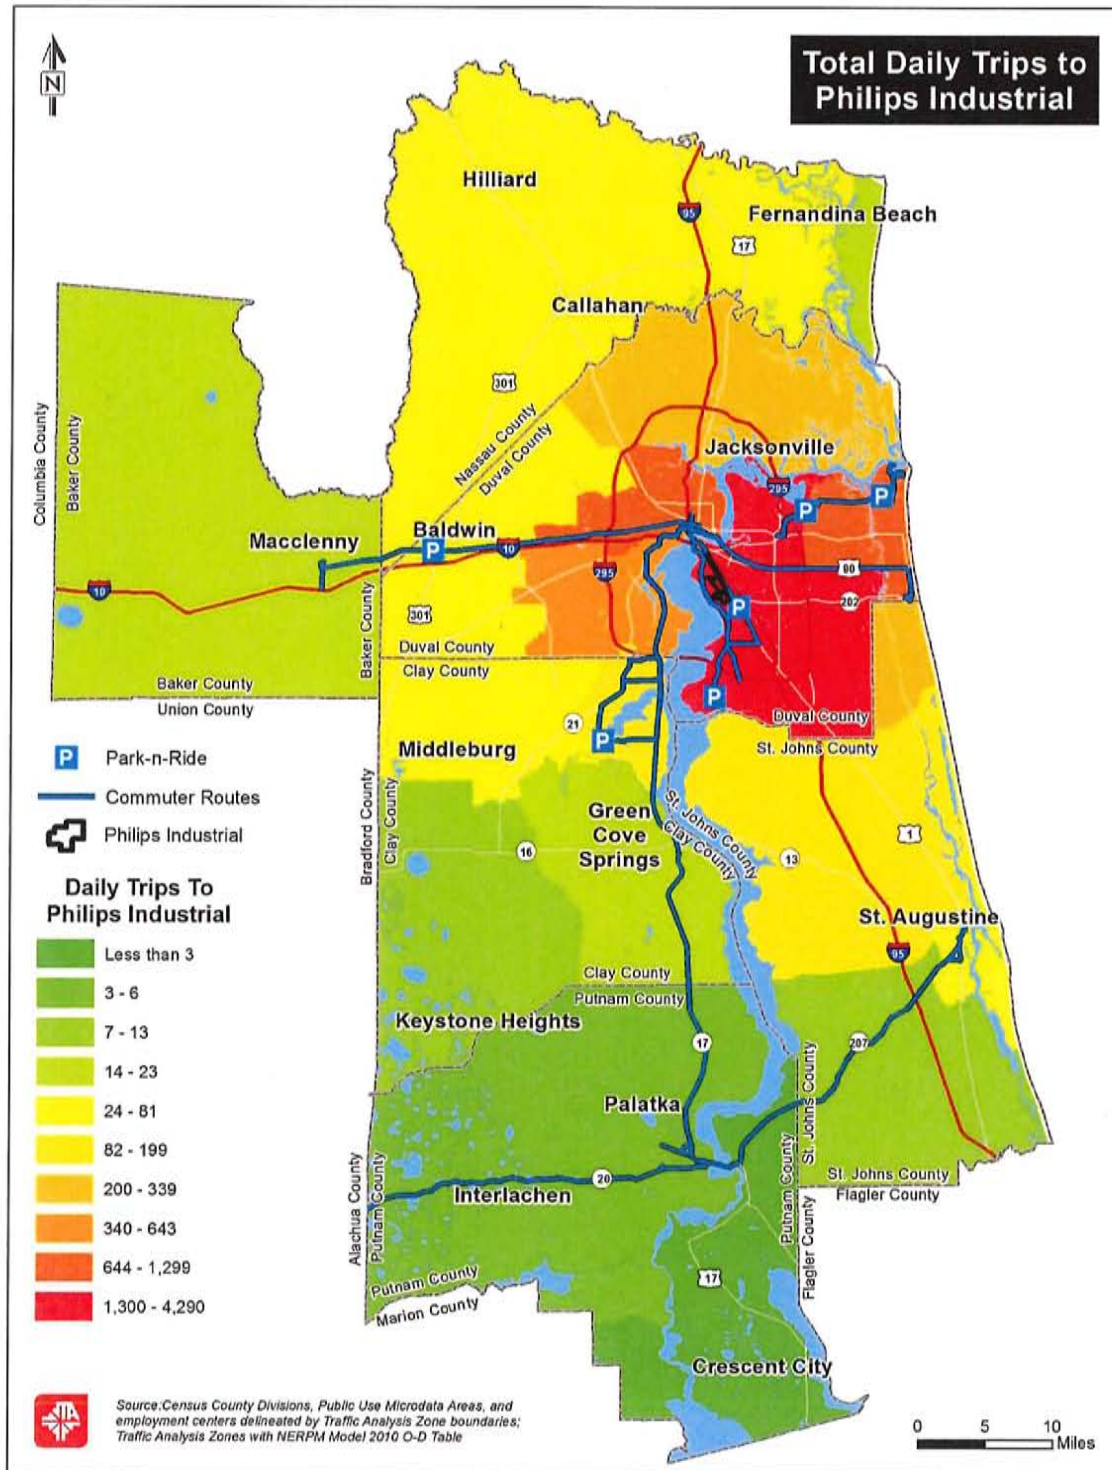 Total Daily Trips to
Philips Industrial
N
Hilliard
95
Fernandina Beach
17
Callahan
301
Nassau County
Duval County
Columbia County
Baker County
Jacksonville
295
P
P
Macclenny
Baldwin
P
10
10
295
90
202
P
301
Baker County
Duval County
Clay County
Baker County
Union County
P
Duval County
St. Johns County
21
P
Middleburg
P Park-n-Ride
Commuter Routes
Philips Industrial
Bradford County
Clay County
Green
Cove
Springs
St. Johns County
Clay County
16
13
1
St. Augustine
95
Daily Trips To
Philips Industrial
Less than 3
3 - 6
7 - 13
14 - 23
24 - 81
82 - 199
200 - 339
340 - 643
644 - 1,299
1,300 - 4,290
Clay County
Putnam County
Keystone Heights
17
207
Palatka
St. Johns County
Putnam County
20
Interlachen
St. Johns County
Flagler County
Alachua County
Putnam County
Flagler County
Putnam County
Marion County
17
Crescent City
JTA
Source:Census County Divisions, Public Use Microdata Areas, and
employment centers delineated by Traffic Analysis Zone boundaries;
Traffic Analysis Zones with NERPM Model 2010 O-D Table
0 5 10
Miles